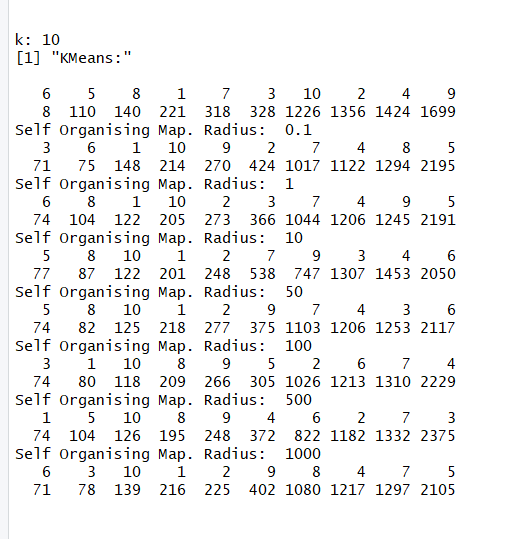 k: 10
[1] "KMeans:"
6 5 8 1 7 3 10 2 4 9
8 110 140 221 318 328 1226 1356 1424 1699
Self Organising Map. Radius: 0.1
3 6 1 10 9 2 7 4 8 5
71 75 148 214 270 424 1017 1122 1294 2195
Self Organising Map. Radius: 1
6 8 1 10 2 3 7 4 9 5
74 104 122 205 273 366 1044 1206 1245 2191
Self Organising Map. Radius: 10
5 8 10 1 2 7 9 3 4 6
77 87 122 201 248 538 747 1307 1453 2050
Self Organising Map. Radius: 50
5 8 10 1 2 9 7 4 3 6
74 82 125 218 277 375 1103 1206 1253 2117
Self Organising Map. Radius: 100
3 1 10 8 9 5 2 6 7 4
74 80 118 209 266 305 1026 1213 1310 2229
Self Organising Map. Radius: 500
1 5 10 8 9 4 6 2 7 3
74 104 126 195 248 372 822 1182 1332 2375
Self Organising Map. Radius: 1000
6 3 10 1 2 9 8 4 7 5
71 78 139 216 225 402 1080 1217 1297 2105